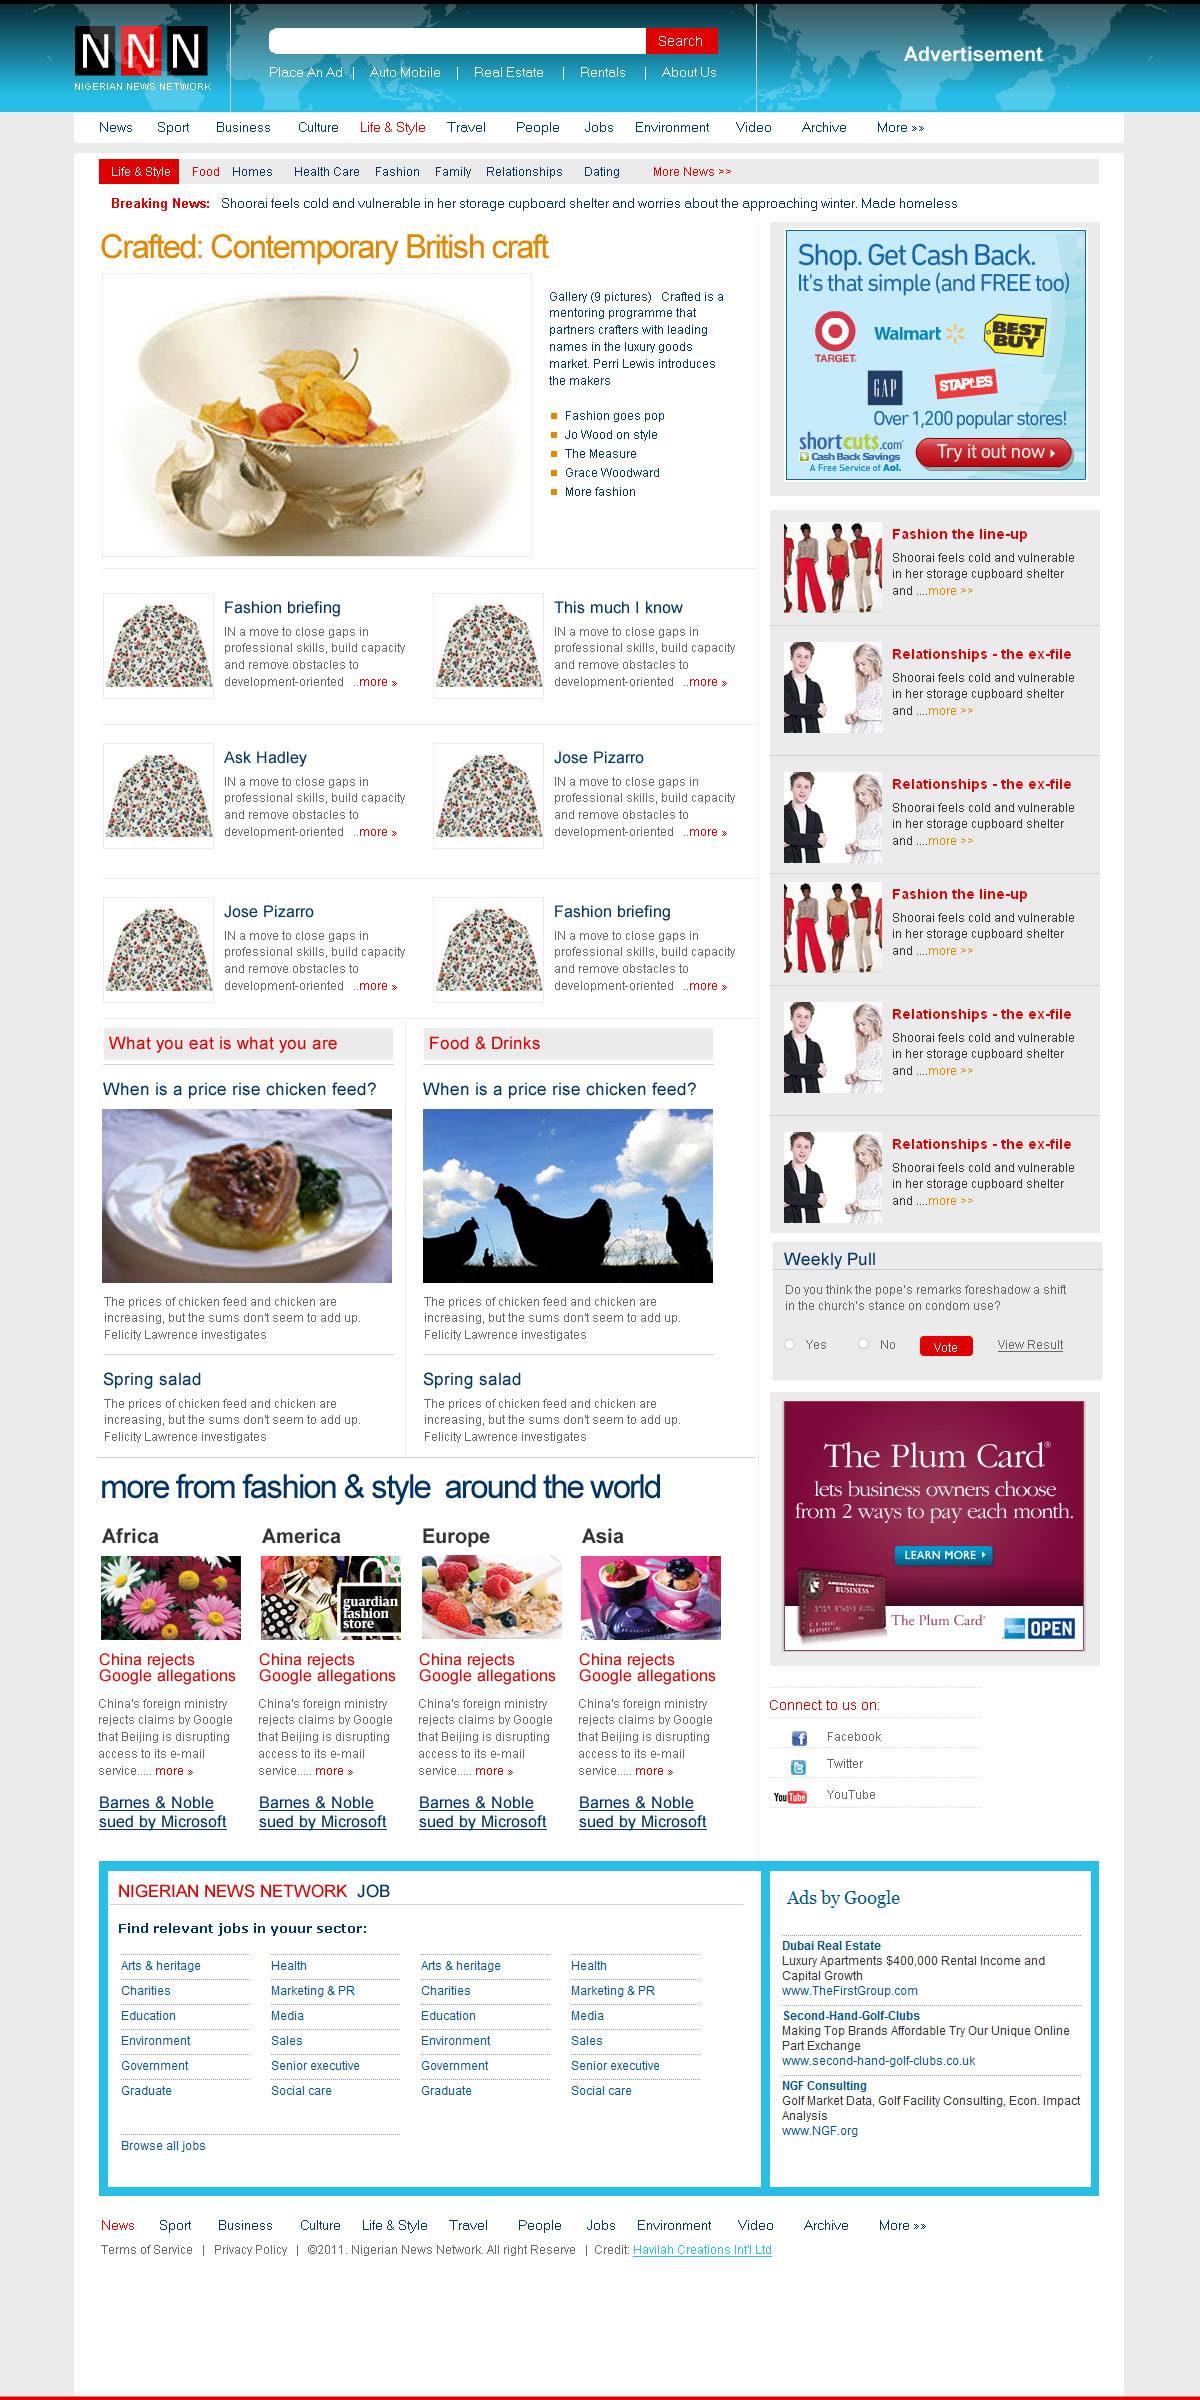 NNN
NIGERIAN NEWS NETWORK
Search
Place An Ad | Auto Mobile | Real Estate | Rentals | About Us
Advertisement
News Sport Business Culture Life & Style Travel People Jobs Environment Video Archive More »
Life & Style Food Homes Health Care Fashion Family Relationships Dating More News >>
Breaking News: Shoorai feels cold and vulnerable in her storage cupboard shelter and worries about the approaching winter. Made homeless
Crafted: Contemporary British craft
Gallery (9 pictures) Crafted is a
mentoring programme that
partners crafters with leading
names in the luxury goods
market. Perri Lewis introduces
the makers
Fashion goes pop
Jo Wood on style
The Measure
Grace Woodward
More fashion
Fashion briefing
IN a move to close gaps in
professional skills, build capacity
and remove obstacles to
development-oriented ..more »
This much I know
IN a move to close gaps in
professional skills, build capacity
and remove obstacles to
development-oriented ..more »
Ask Hadley
IN a move to close gaps in
professional skills, build capacity
and remove obstacles to
development-oriented ..more »
Jose Pizarro
IN a move to close gaps in
professional skills, build capacity
and remove obstacles to
development-oriented ..more »
Jose Pizarro
IN a move to close gaps in
professional skills, build capacity
and remove obstacles to
development-oriented ..more »
Fashion briefing
IN a move to close gaps in
professional skills, build capacity
and remove obstacles to
development-oriented ..more »
What you eat is what you are
When is a price rise chicken feed?
The prices of chicken feed and chicken are
increasing, but the sums don't seem to add up.
Felicity Lawrence investigates
Spring salad
The prices of chicken feed and chicken are
increasing, but the sums don't seem to add up.
Felicity Lawrence investigates
Food & Drinks
When is a price rise chicken feed?
The prices of chicken feed and chicken are
increasing, but the sums don't seem to add up.
Felicity Lawrence investigates
Spring salad
The prices of chicken feed and chicken are
increasing, but the sums don't seem to add up.
Felicity Lawrence investigates
more from fashion & style around the world
Africa
China rejects
Google allegations
China's foreign ministry
rejects claims by Google
that Beijing is disrupting
access to its e-mail
service..... more »
Barnes & Noble
sued by Microsoft
America
guardian
fashion
store
China rejects
Google allegations
China's foreign ministry
rejects claims by Google
that Beijing is disrupting
access to its e-mail
service..... more »
Barnes & Noble
sued by Microsoft
Europe
China rejects
Google allegations
China's foreign ministry
rejects claims by Google
that Beijing is disrupting
access to its e-mail
service..... more »
Barnes & Noble
sued by Microsoft
Asia
China rejects
Google allegations
China's foreign ministry
rejects claims by Google
that Beijing is disrupting
access to its e-mail
service..... more »
Barnes & Noble
sued by Microsoft
Shop. Get Cash Back.
It's that simple (and FREE too)
TARGET
Walmart
BEST BUY
GAP
STAPLES
Over 1,200 popular stores!
shortcuts.com
Cash Back Savings
A Free Service of Aol.
Try it out now
Fashion the line-up
Shoorai feels cold and vulnerable
in her storage cupboard shelter
and ....more >>
Relationships - the ex-file
Shoorai feels cold and vulnerable
in her storage cupboard shelter
and ....more >>
Relationships - the ex-file
Shoorai feels cold and vulnerable
in her storage cupboard shelter
and ....more >>
Fashion the line-up
Shoorai feels cold and vulnerable
in her storage cupboard shelter
and ....more >>
Relationships - the ex-file
Shoorai feels cold and vulnerable
in her storage cupboard shelter
and ....more >>
Relationships - the ex-file
Shoorai feels cold and vulnerable
in her storage cupboard shelter
and ....more >>
Weekly Pull
Do you think the pope's remarks foreshadow a shift
in the church's stance on condom use?
Yes No Vote View Result
The Plum Card®
lets business owners choose
from 2 ways to pay each month.
LEARN MORE
AMERICAN EXPRESS
BUSINESS
The Plum Card®
OPEN
Connect to us on:
Facebook
Twitter
YouTube YouTube
NIGERIAN NEWS NETWORK JOB
Find relevant jobs in youur sector:
Arts & heritage Health Arts & heritage Health
Charities Marketing & PR Charities Marketing & PR
Education Media Education Media
Environment Sales Environment Sales
Government Senior executive Government Senior executive
Graduate Social care Graduate Social care
Browse all jobs
Ads by Google
Dubai Real Estate
Luxury Apartments $400,000 Rental Income and
Capital Growth
www.TheFirstGroup.com
Second-Hand-Golf-Clubs
Making Top Brands Affordable Try Our Unique Online
Part Exchange
www.second-hand-golf-clubs.co.uk
NGF Consulting
Golf Market Data, Golf Facility Consulting, Econ. Impact
Analysis
www.NGF.org
News Sport Business Culture Life & Style Travel People Jobs Environment Video Archive More »
Terms of Service | Privacy Policy | ©2011. Nigerian News Network. All right Reserve | Credit: Havilah Creations Int'l Ltd